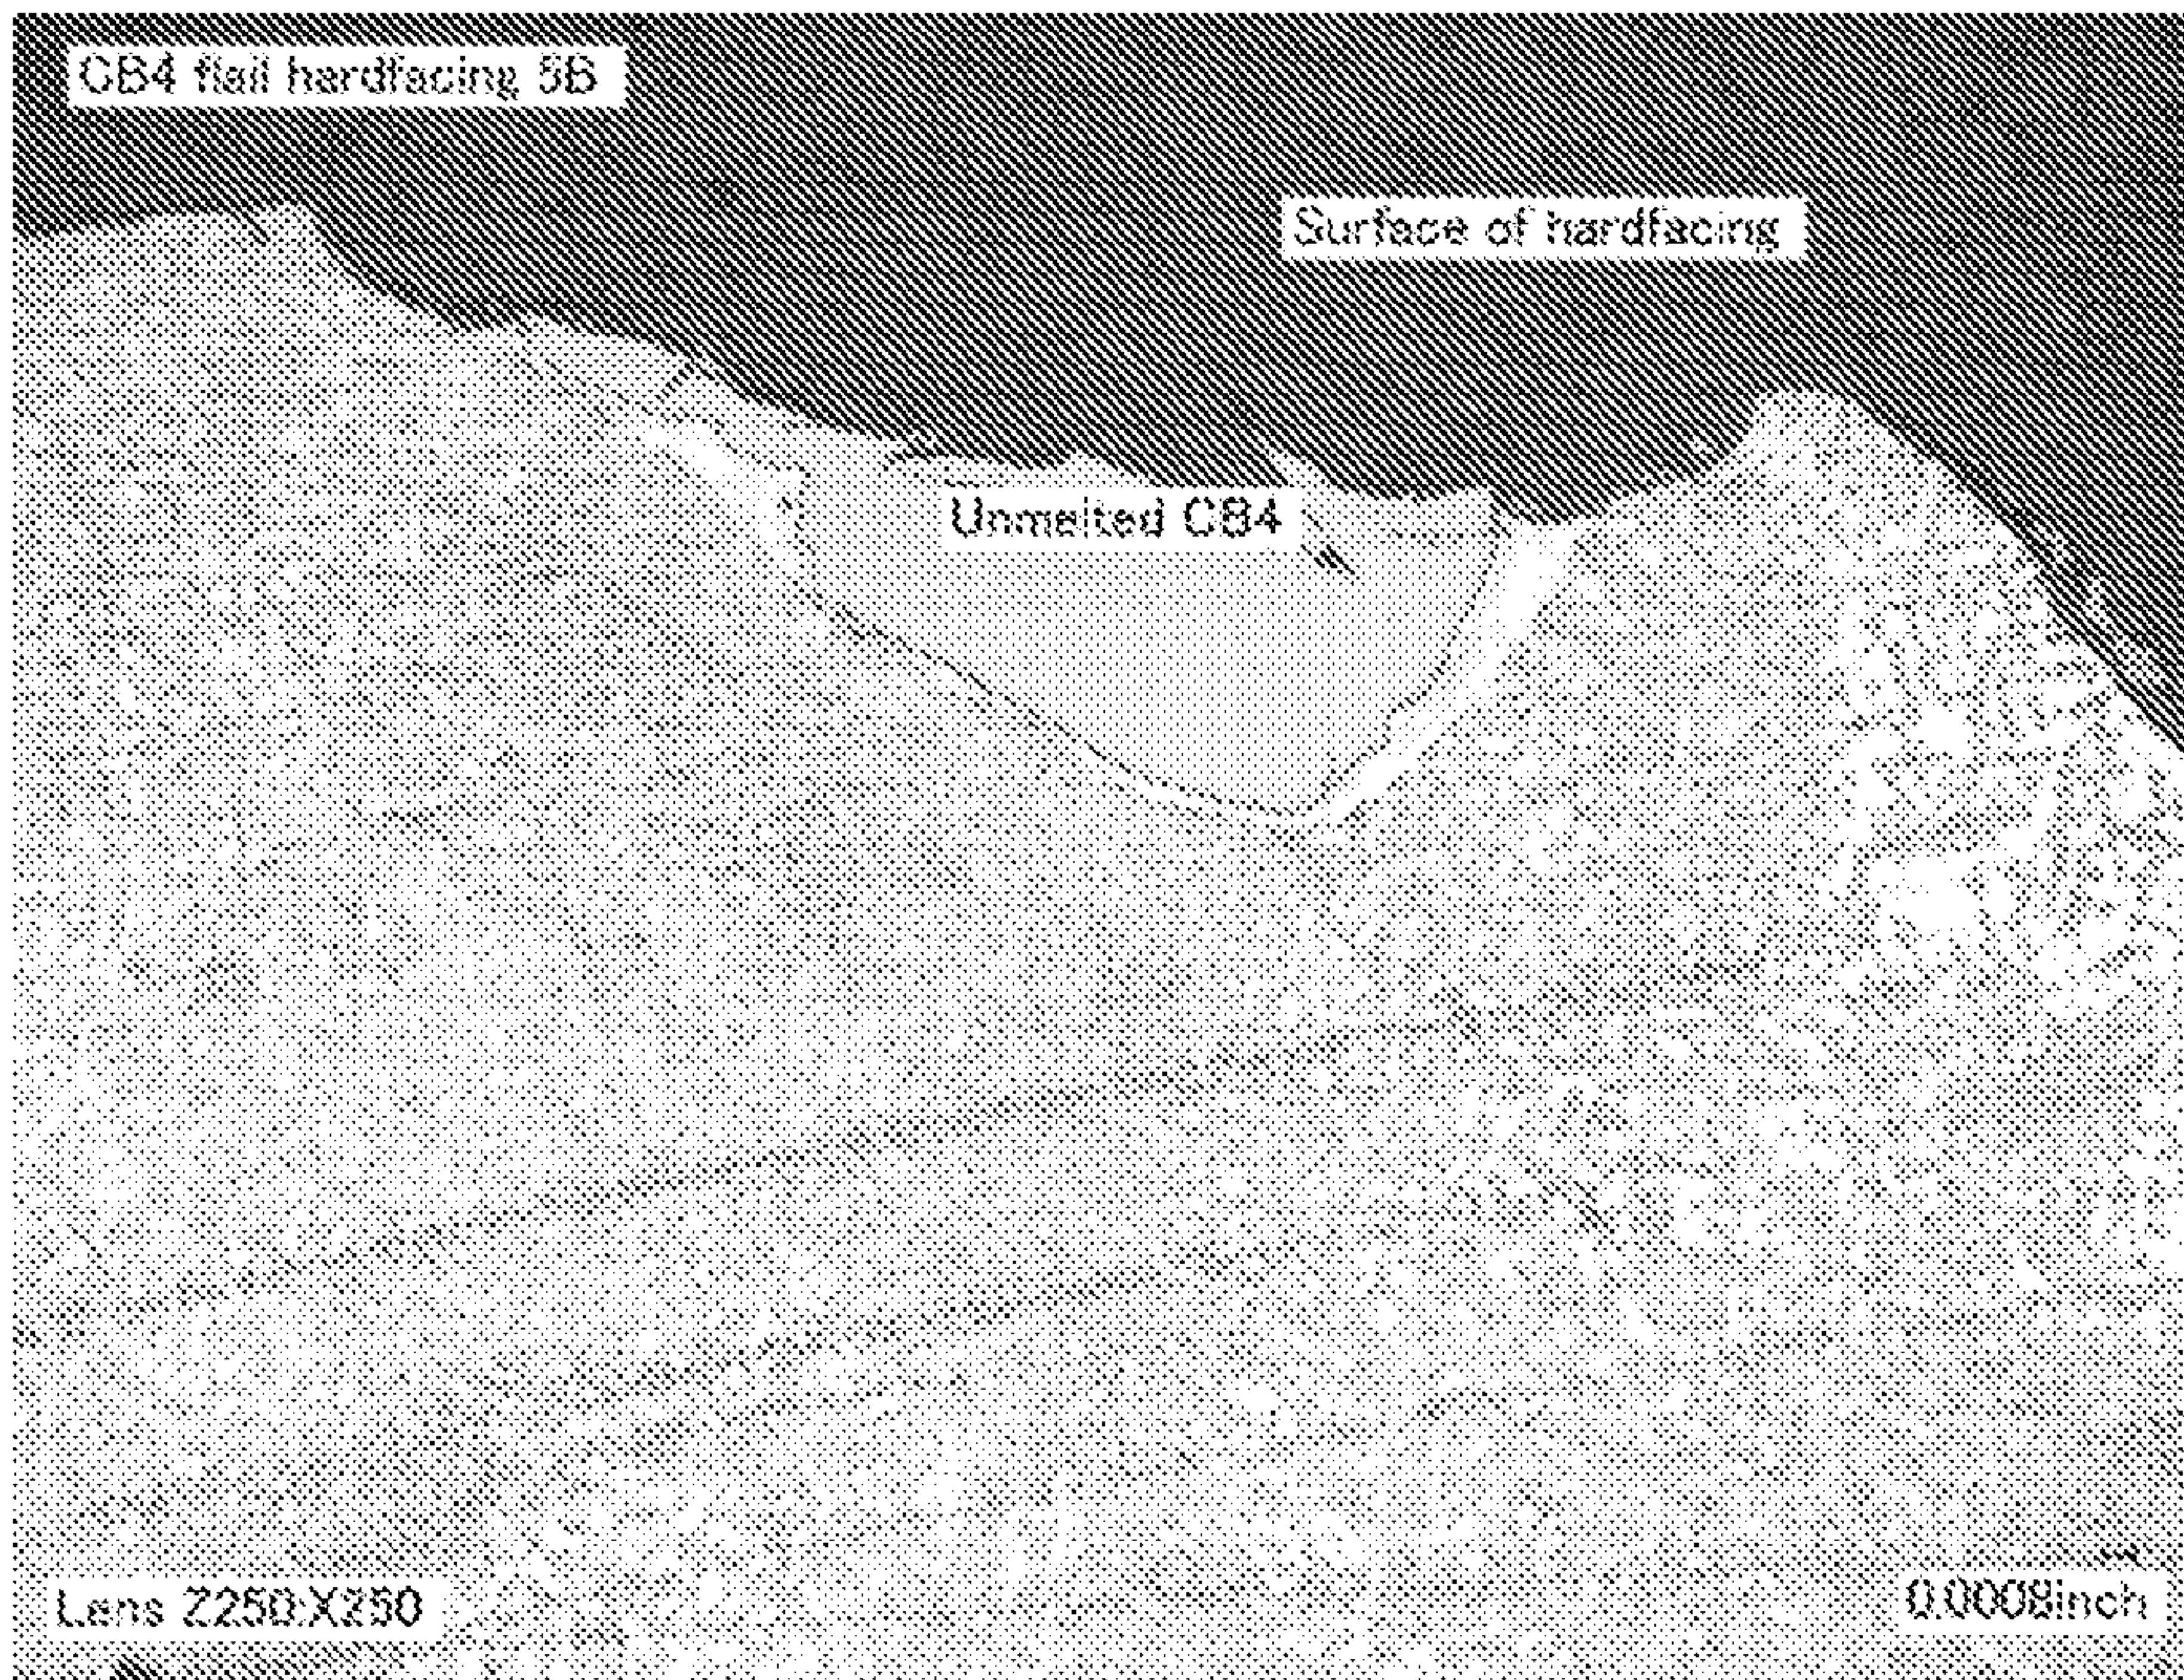 CB4 flail hardfacing 5B
Surface of hardfacing
Unmelted CB4
Lens Z250:X250
0.0008inch